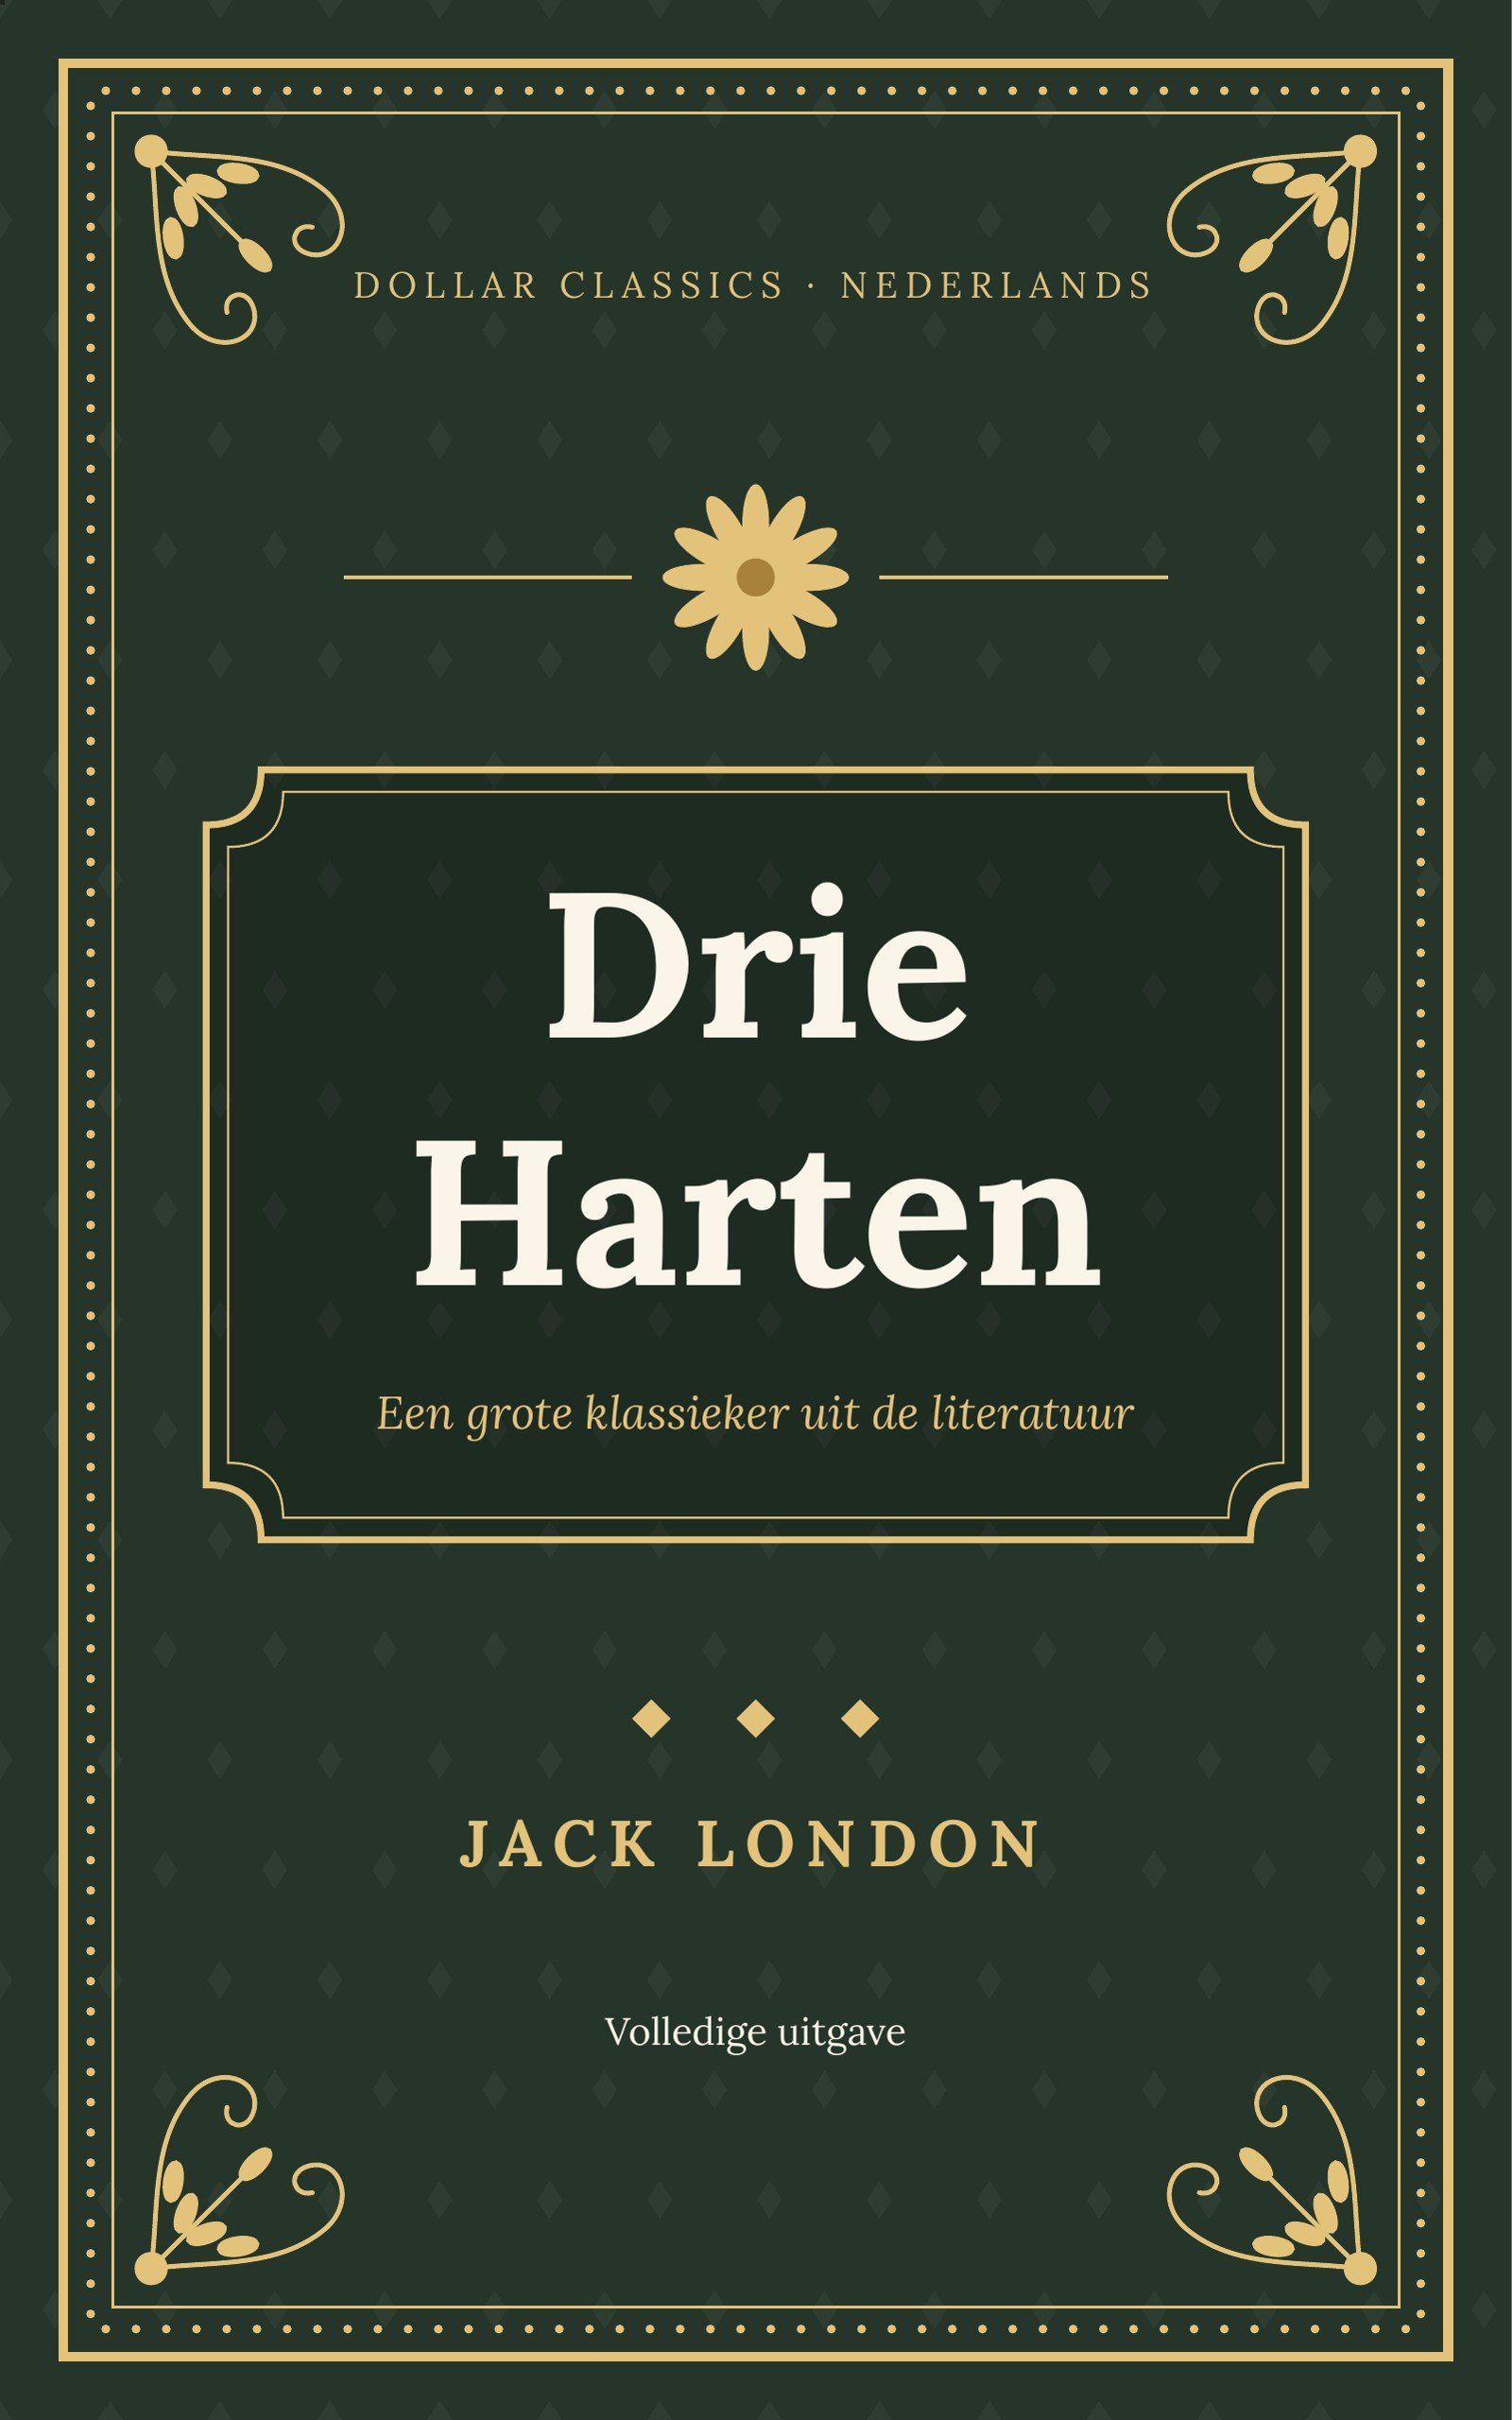 DOLLAR CLASSICS · NEDERLANDS
Drie
Harten
Een grote klassieker uit de literatuur
JACK LONDON
Volledige uitgave